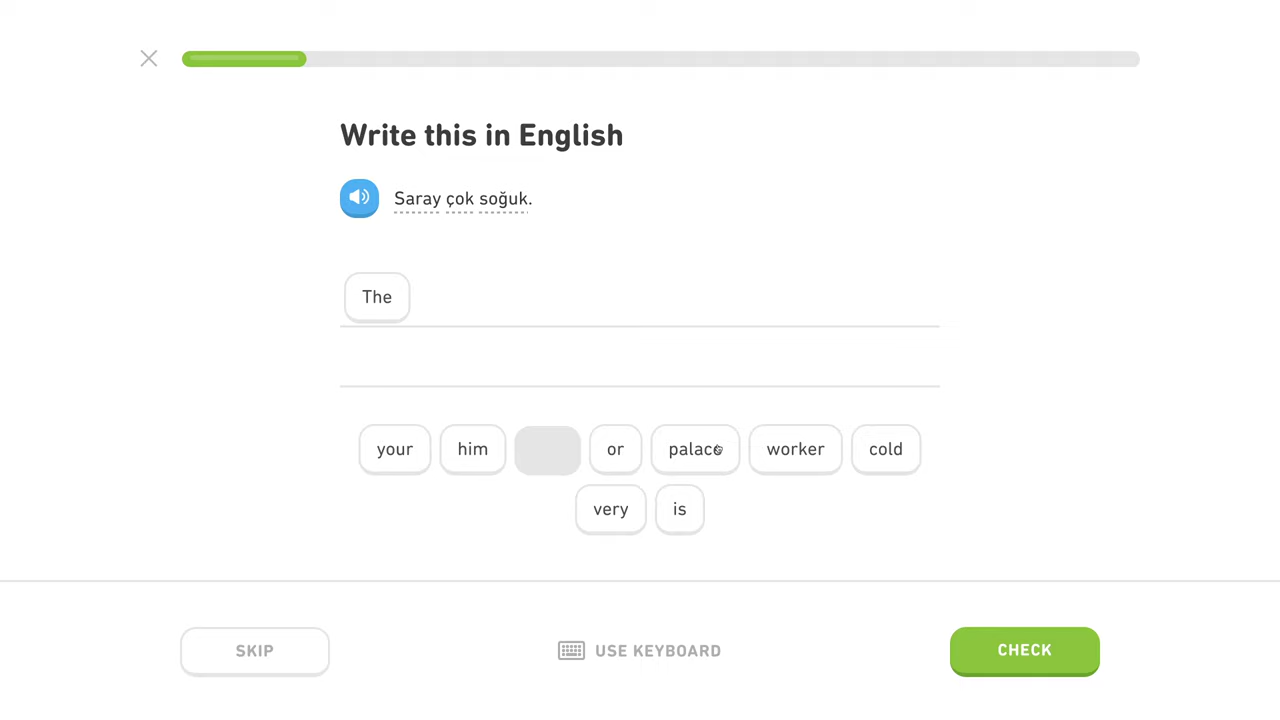 Write this in English
Saray çok soğuk.
The
your him or palace worker cold
very is
SKIP USE KEYBOARD CHECK